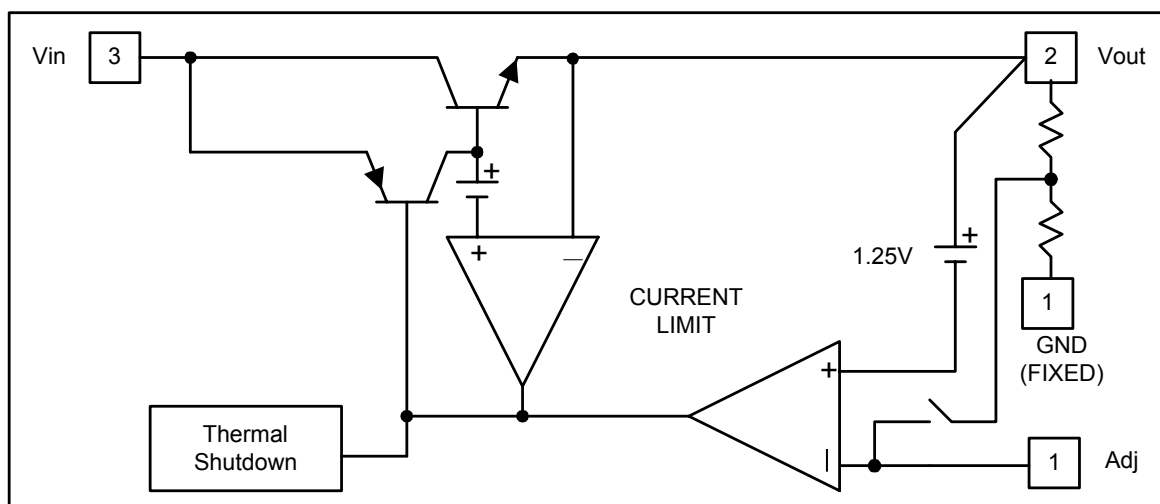 Vin
3
2
Vout
+
+
—
1.25V
+
1
GND
(FIXED)
CURRENT
LIMIT
+
—
Thermal
Shutdown
1
Adj